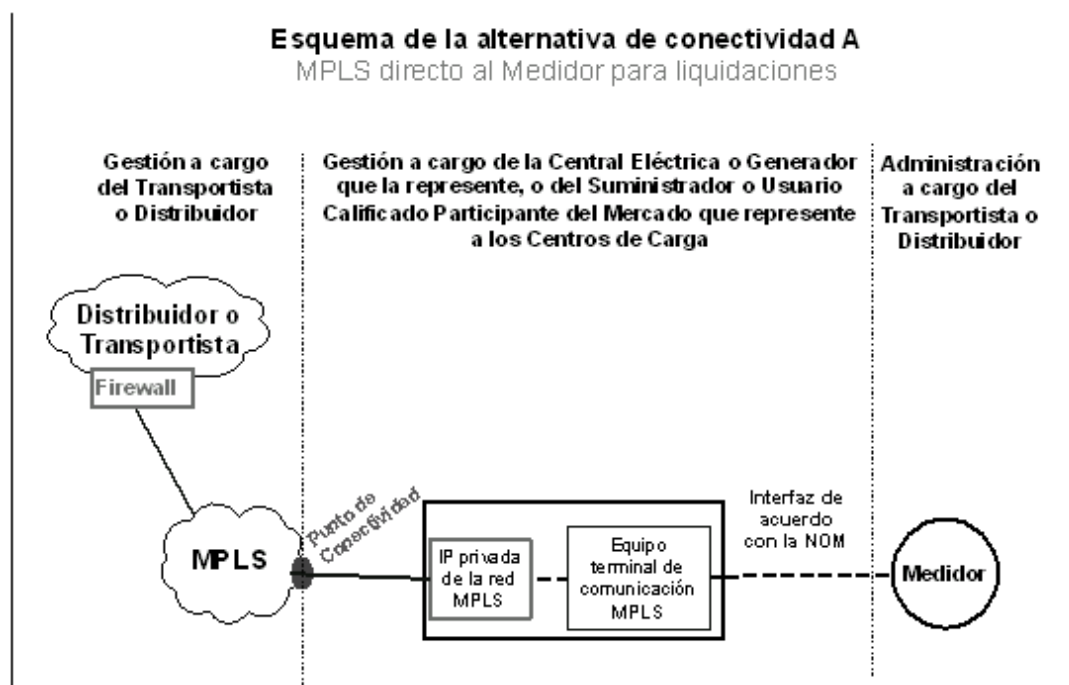 Esquema de la alternativa de conectividad A
MPLS directo al Medidor para liquidaciones
Gestión a cargo
del Transportista
o Distribuidor
Gestión a cargo de la Central Eléctrica o Generador
que la represente, o del Suministrador o Usuario
Calificado Participante del Mercado que represente
a los Centros de Carga
Administración
a cargo del
Transportista o
Distribuidor
Distribuidor o
Transportista
Firewall
MPLS
Punto de
Conectividad
IP privada
de la red
MPLS
Equipo
terminal de
comunicación
MPLS
Interfaz de
acuerdo
con la NOM
Medidor